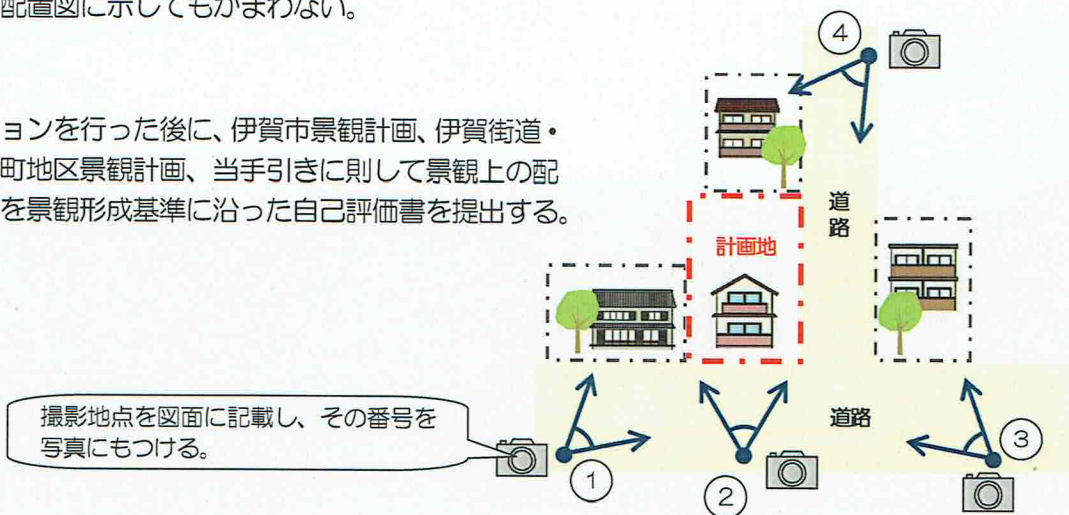 配置図に示してもかまわない。
ョンを行った後に、伊賀市景観計画、伊賀街道・
町地区景観計画、当手引きに則して景観上の配
を景観形成基準に沿った自己評価書を提出する。
撮影地点を図面に記載し、その番号を
写真にもつける。
④
道路
計画地
道路
①
②
③